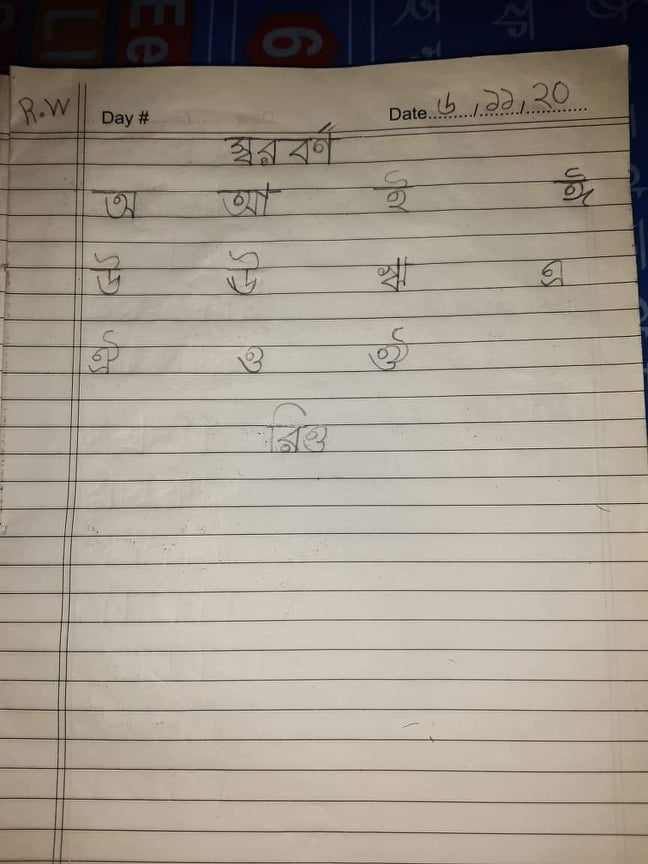 R.W Day # Date ৬/১১/২০
স্বরবর্ণ
অ আ ই ঈ
উ ঊ ঋ এ
ঐ ও ঔ